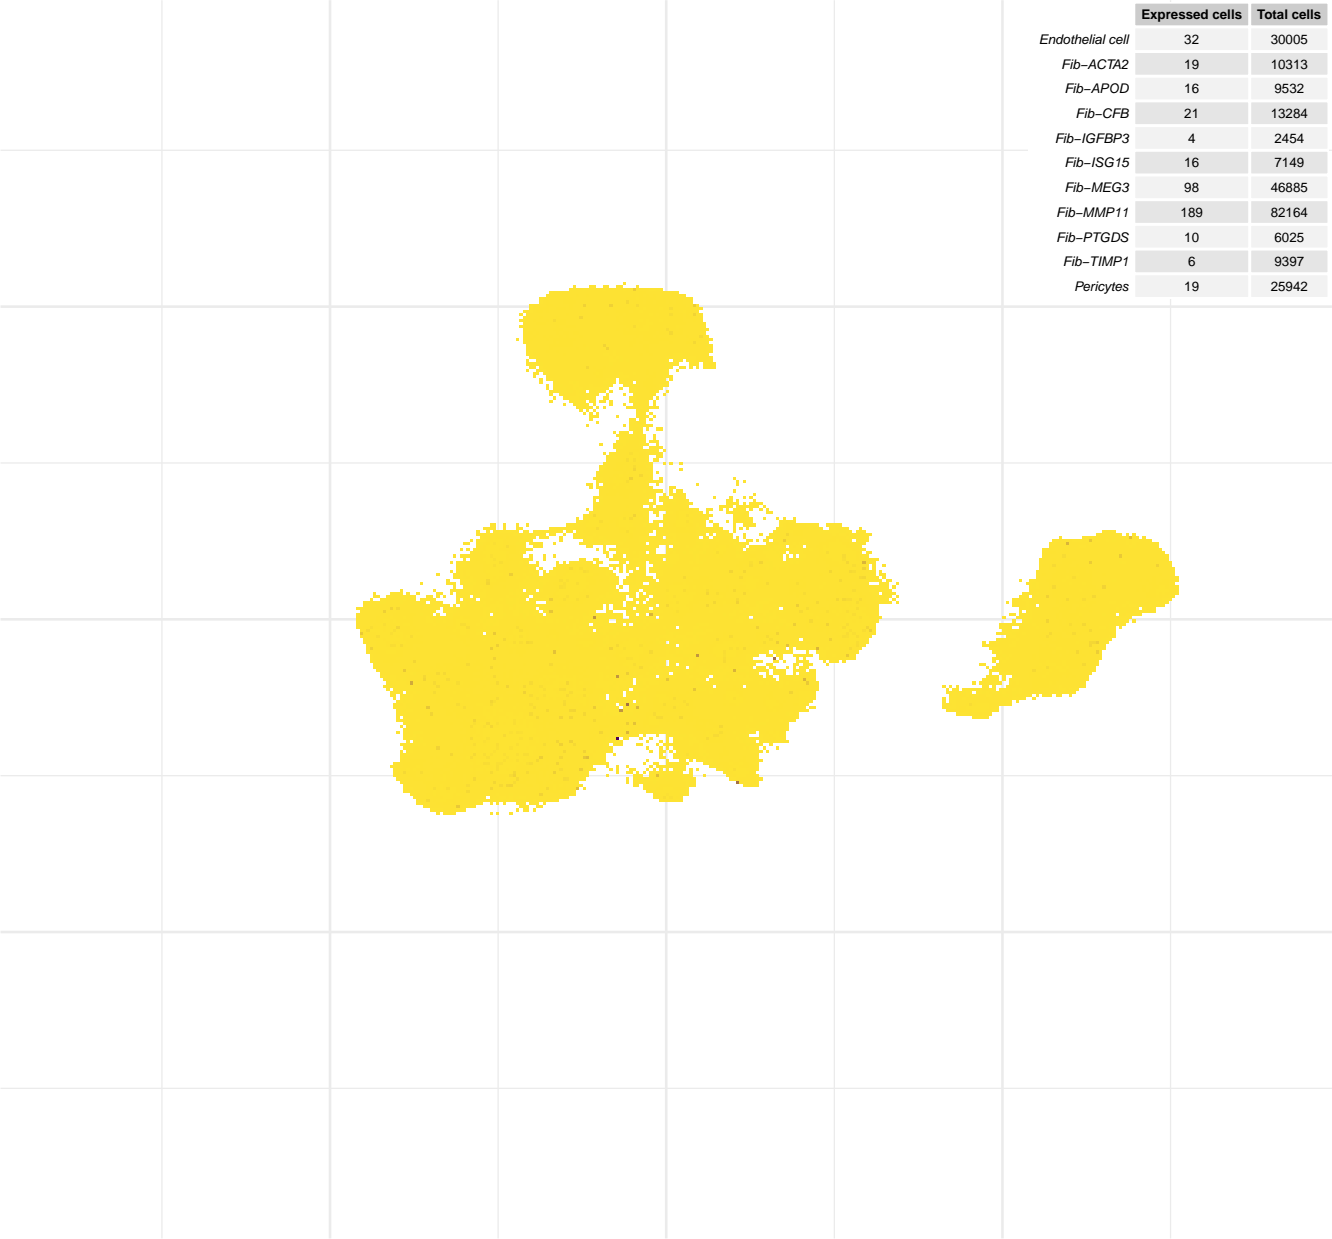 Expressed cells Total cells
Endothelial cell 32 30005
Fib−ACTA2 19 10313
Fib−APOD 16 9532
Fib−CFB 21 13284
Fib−IGFBP3 4 2454
Fib−ISG15 16 7149
Fib−MEG3 98 46885
Fib−MMP11 189 82164
Fib−PTGDS 10 6025
Fib−TIMP1 6 9397
Pericytes 19 25942